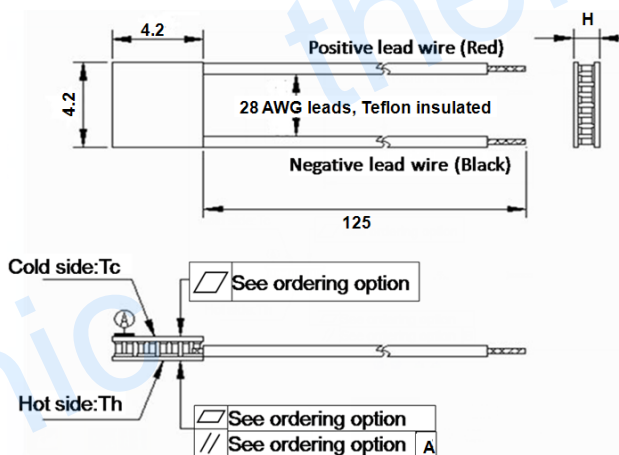 4.2
H
Positive lead wire (Red)
4.2
28 AWG leads, Teflon insulated
Negative lead wire (Black)
125
Cold side:Tc
See ordering option
A
Hot side:Th
See ordering option
See ordering option A